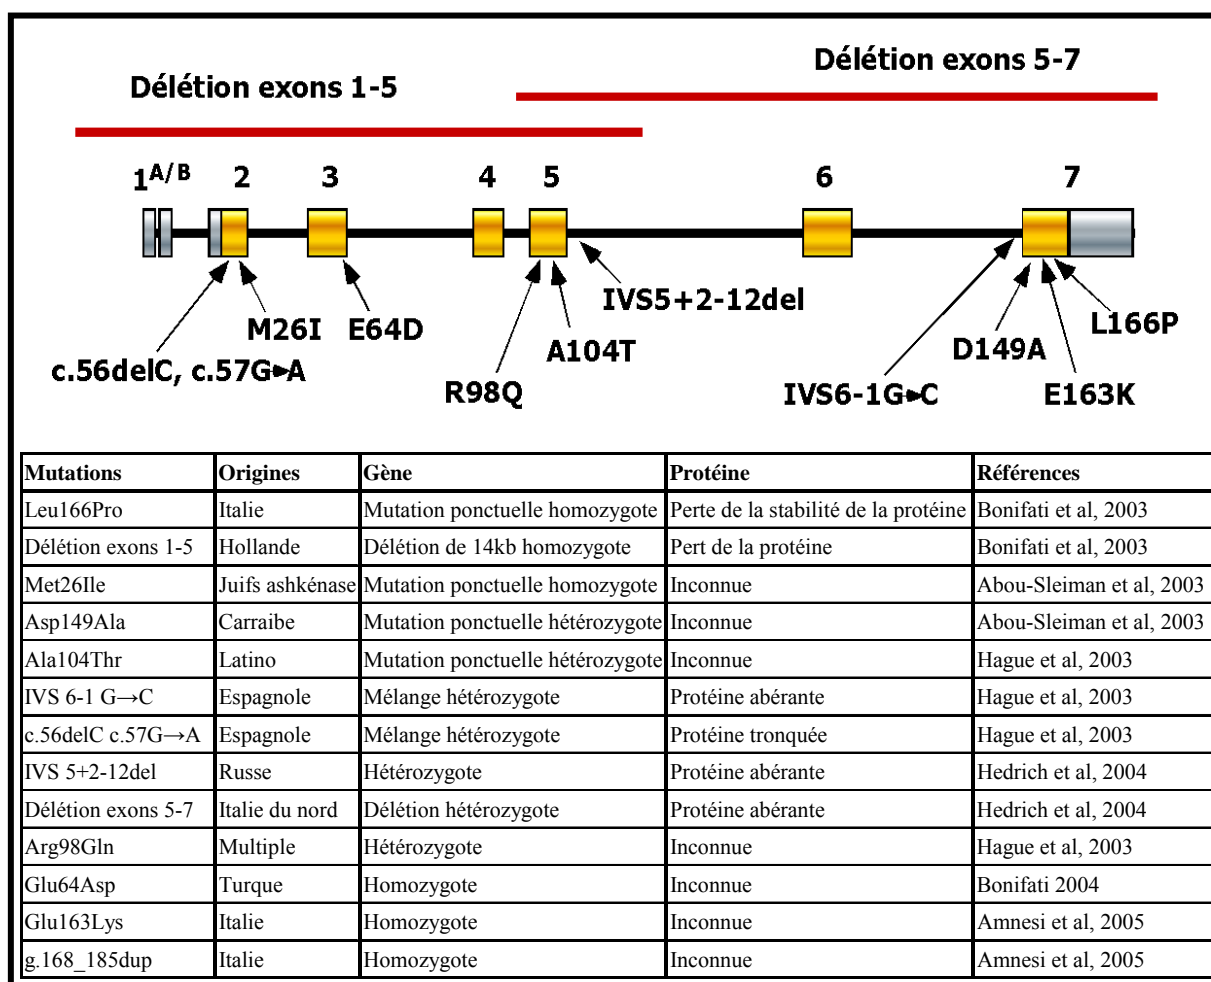 Délétion exons 5-7
Délétion exons 1-5
1A/B 2 3 4 5 6 7
IVS5+2-12del
M26I E64D
L166P
A104T
D149A
c.56delC, c.57G➤A
R98Q
IVS6-1G➤C
E163K
Mutations Origines Gène Protéine Références
Leu166Pro Italie Mutation ponctuelle homozygote Perte de la stabilité de la protéine Bonifati et al, 2003
Délétion exons 1-5 Hollande Délétion de 14kb homozygote Pert de la protéine Bonifati et al, 2003
Met26Ile Juifs ashkénase Mutation ponctuelle homozygote Inconnue Abou-Sleiman et al, 2003
Asp149Ala Carraibe Mutation ponctuelle hétérozygote Inconnue Abou-Sleiman et al, 2003
Ala104Thr Latino Mutation ponctuelle hétérozygote Inconnue Hague et al, 2003
IVS 6-1 G→C Espagnole Mélange hétérozygote Protéine abérante Hague et al, 2003
c.56delC c.57G→A Espagnole Mélange hétérozygote Protéine tronquée Hague et al, 2003
IVS 5+2-12del Russe Hétérozygote Protéine abérante Hedrich et al, 2004
Délétion exons 5-7 Italie du nord Délétion hétérozygote Protéine abérante Hedrich et al, 2004
Arg98Gln Multiple Hétérozygote Inconnue Hague et al, 2003
Glu64Asp Turque Homozygote Inconnue Bonifati 2004
Glu163Lys Italie Homozygote Inconnue Amnesi et al, 2005
g.168_185dup Italie Homozygote Inconnue Amnesi et al, 2005